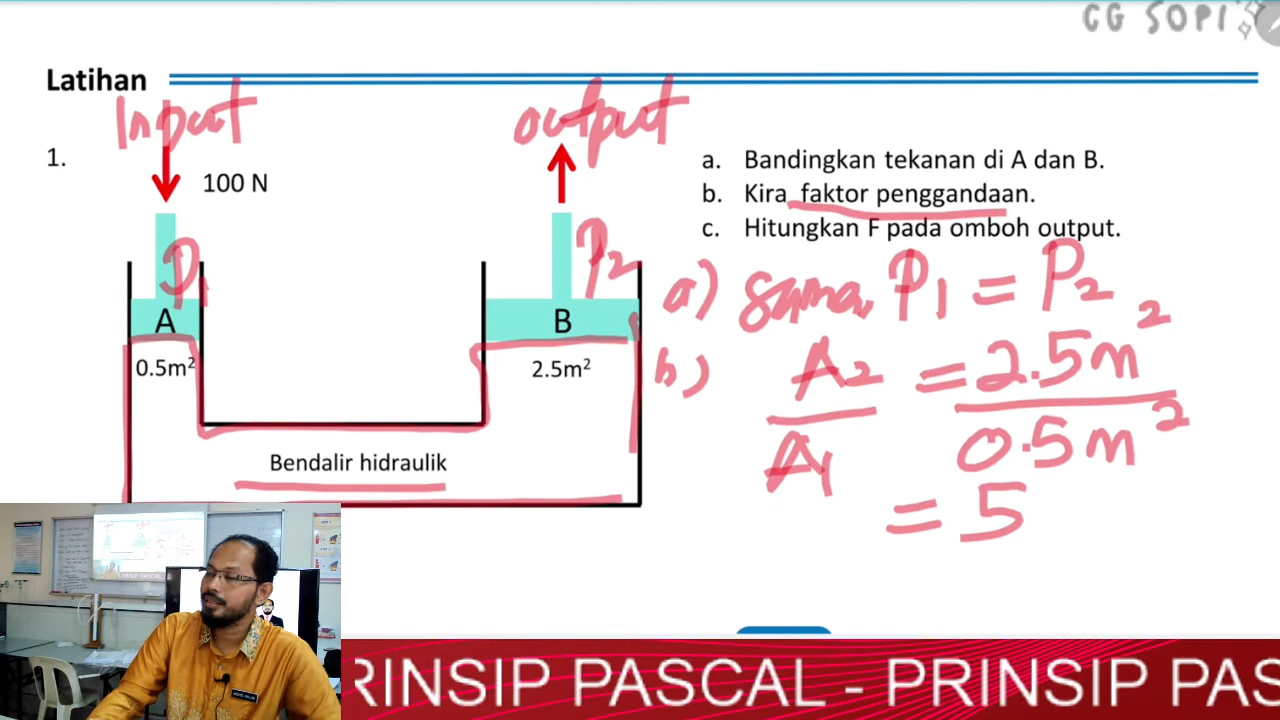 CG SOPI
Latihan
Input
output
1.
100 N
a. Bandingkan tekanan di A dan B.
b. Kira faktor penggandaan.
c. Hitungkan F pada omboh output.
P1
P2
A
B
0.5m²
2.5m²
Bendalir hidraulik
a) sama, P1 = P2
b) A2/A1 = 2.5m²/0.5m²
= 5
RINSIP PASCAL - PRINSIP PAS
PRINSIP PASCAL